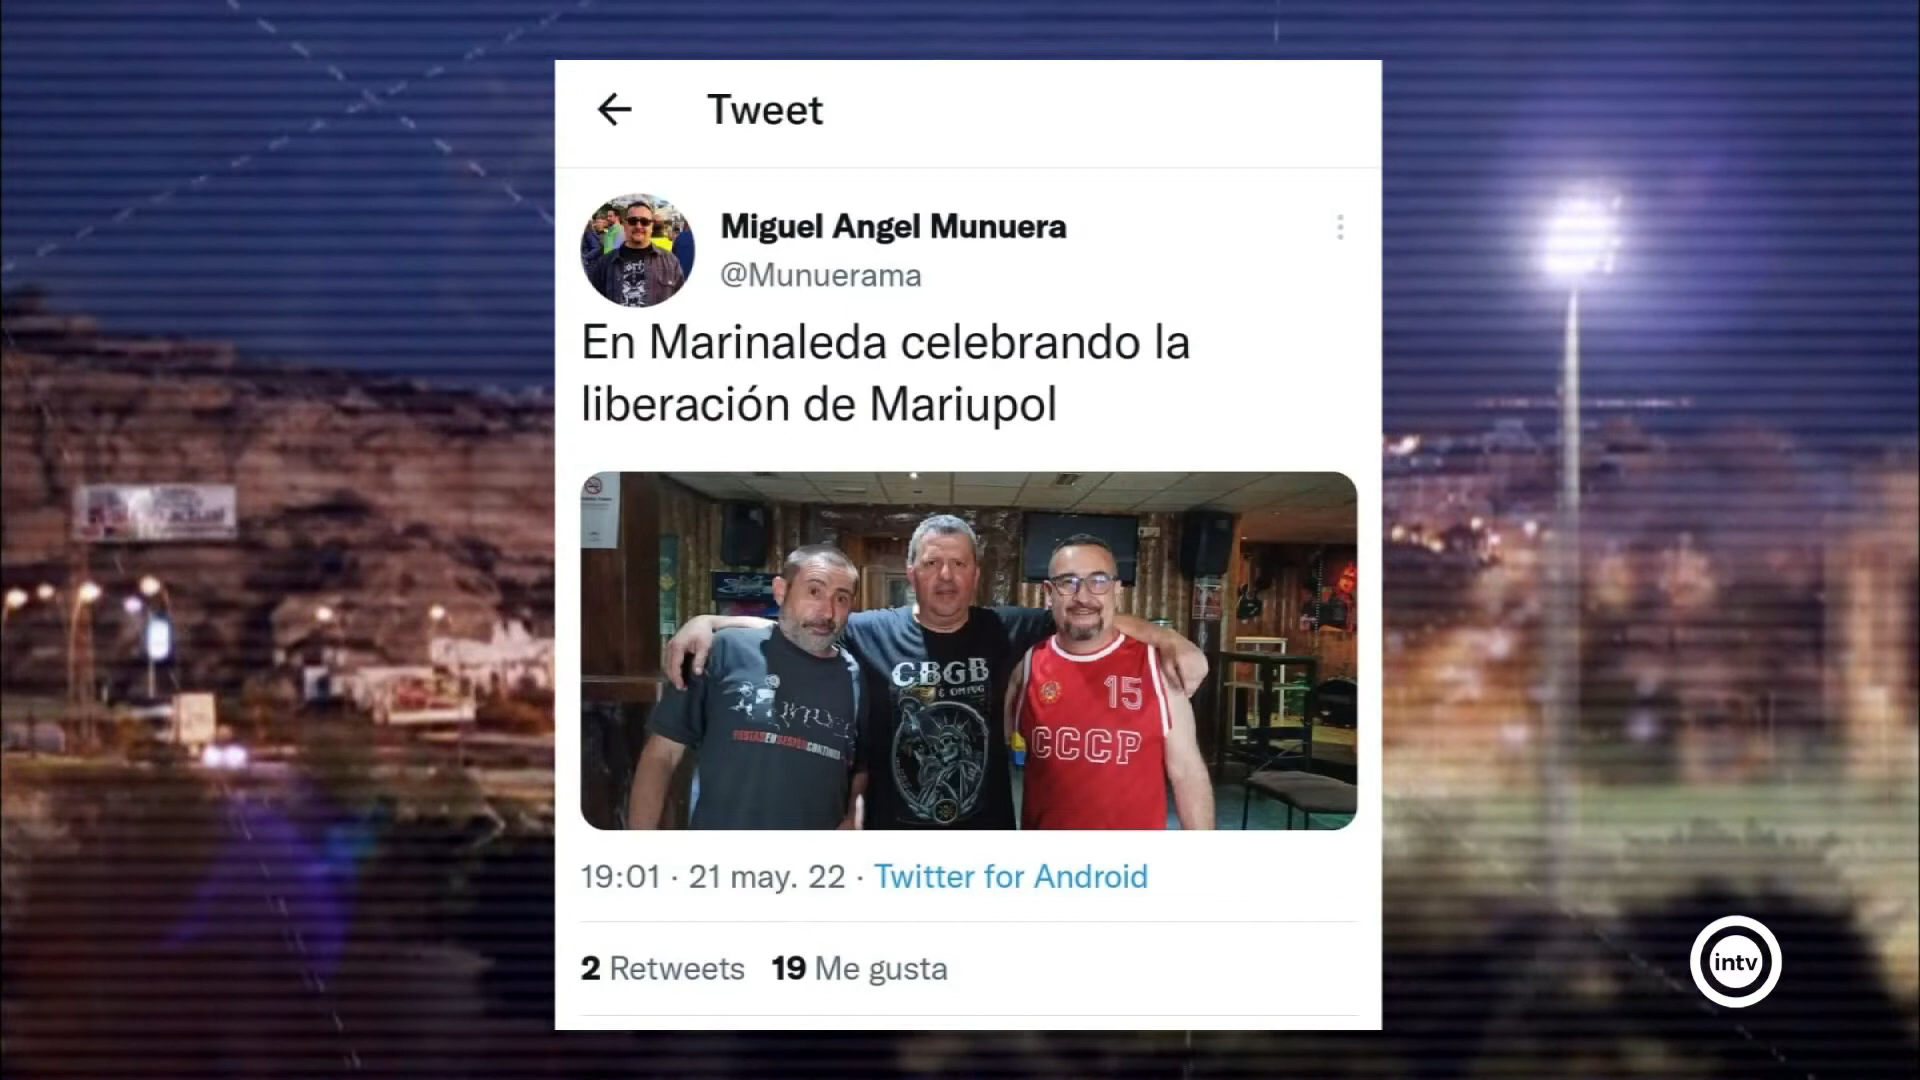 Tweet
Miguel Angel Munuera
@Munuerama
En Marinaleda celebrando la
liberación de Mariupol
CBGB
& OMFUG
15
CCCP
19:01 · 21 may. 22 · Twitter for Android
2 Retweets 19 Me gusta
intv